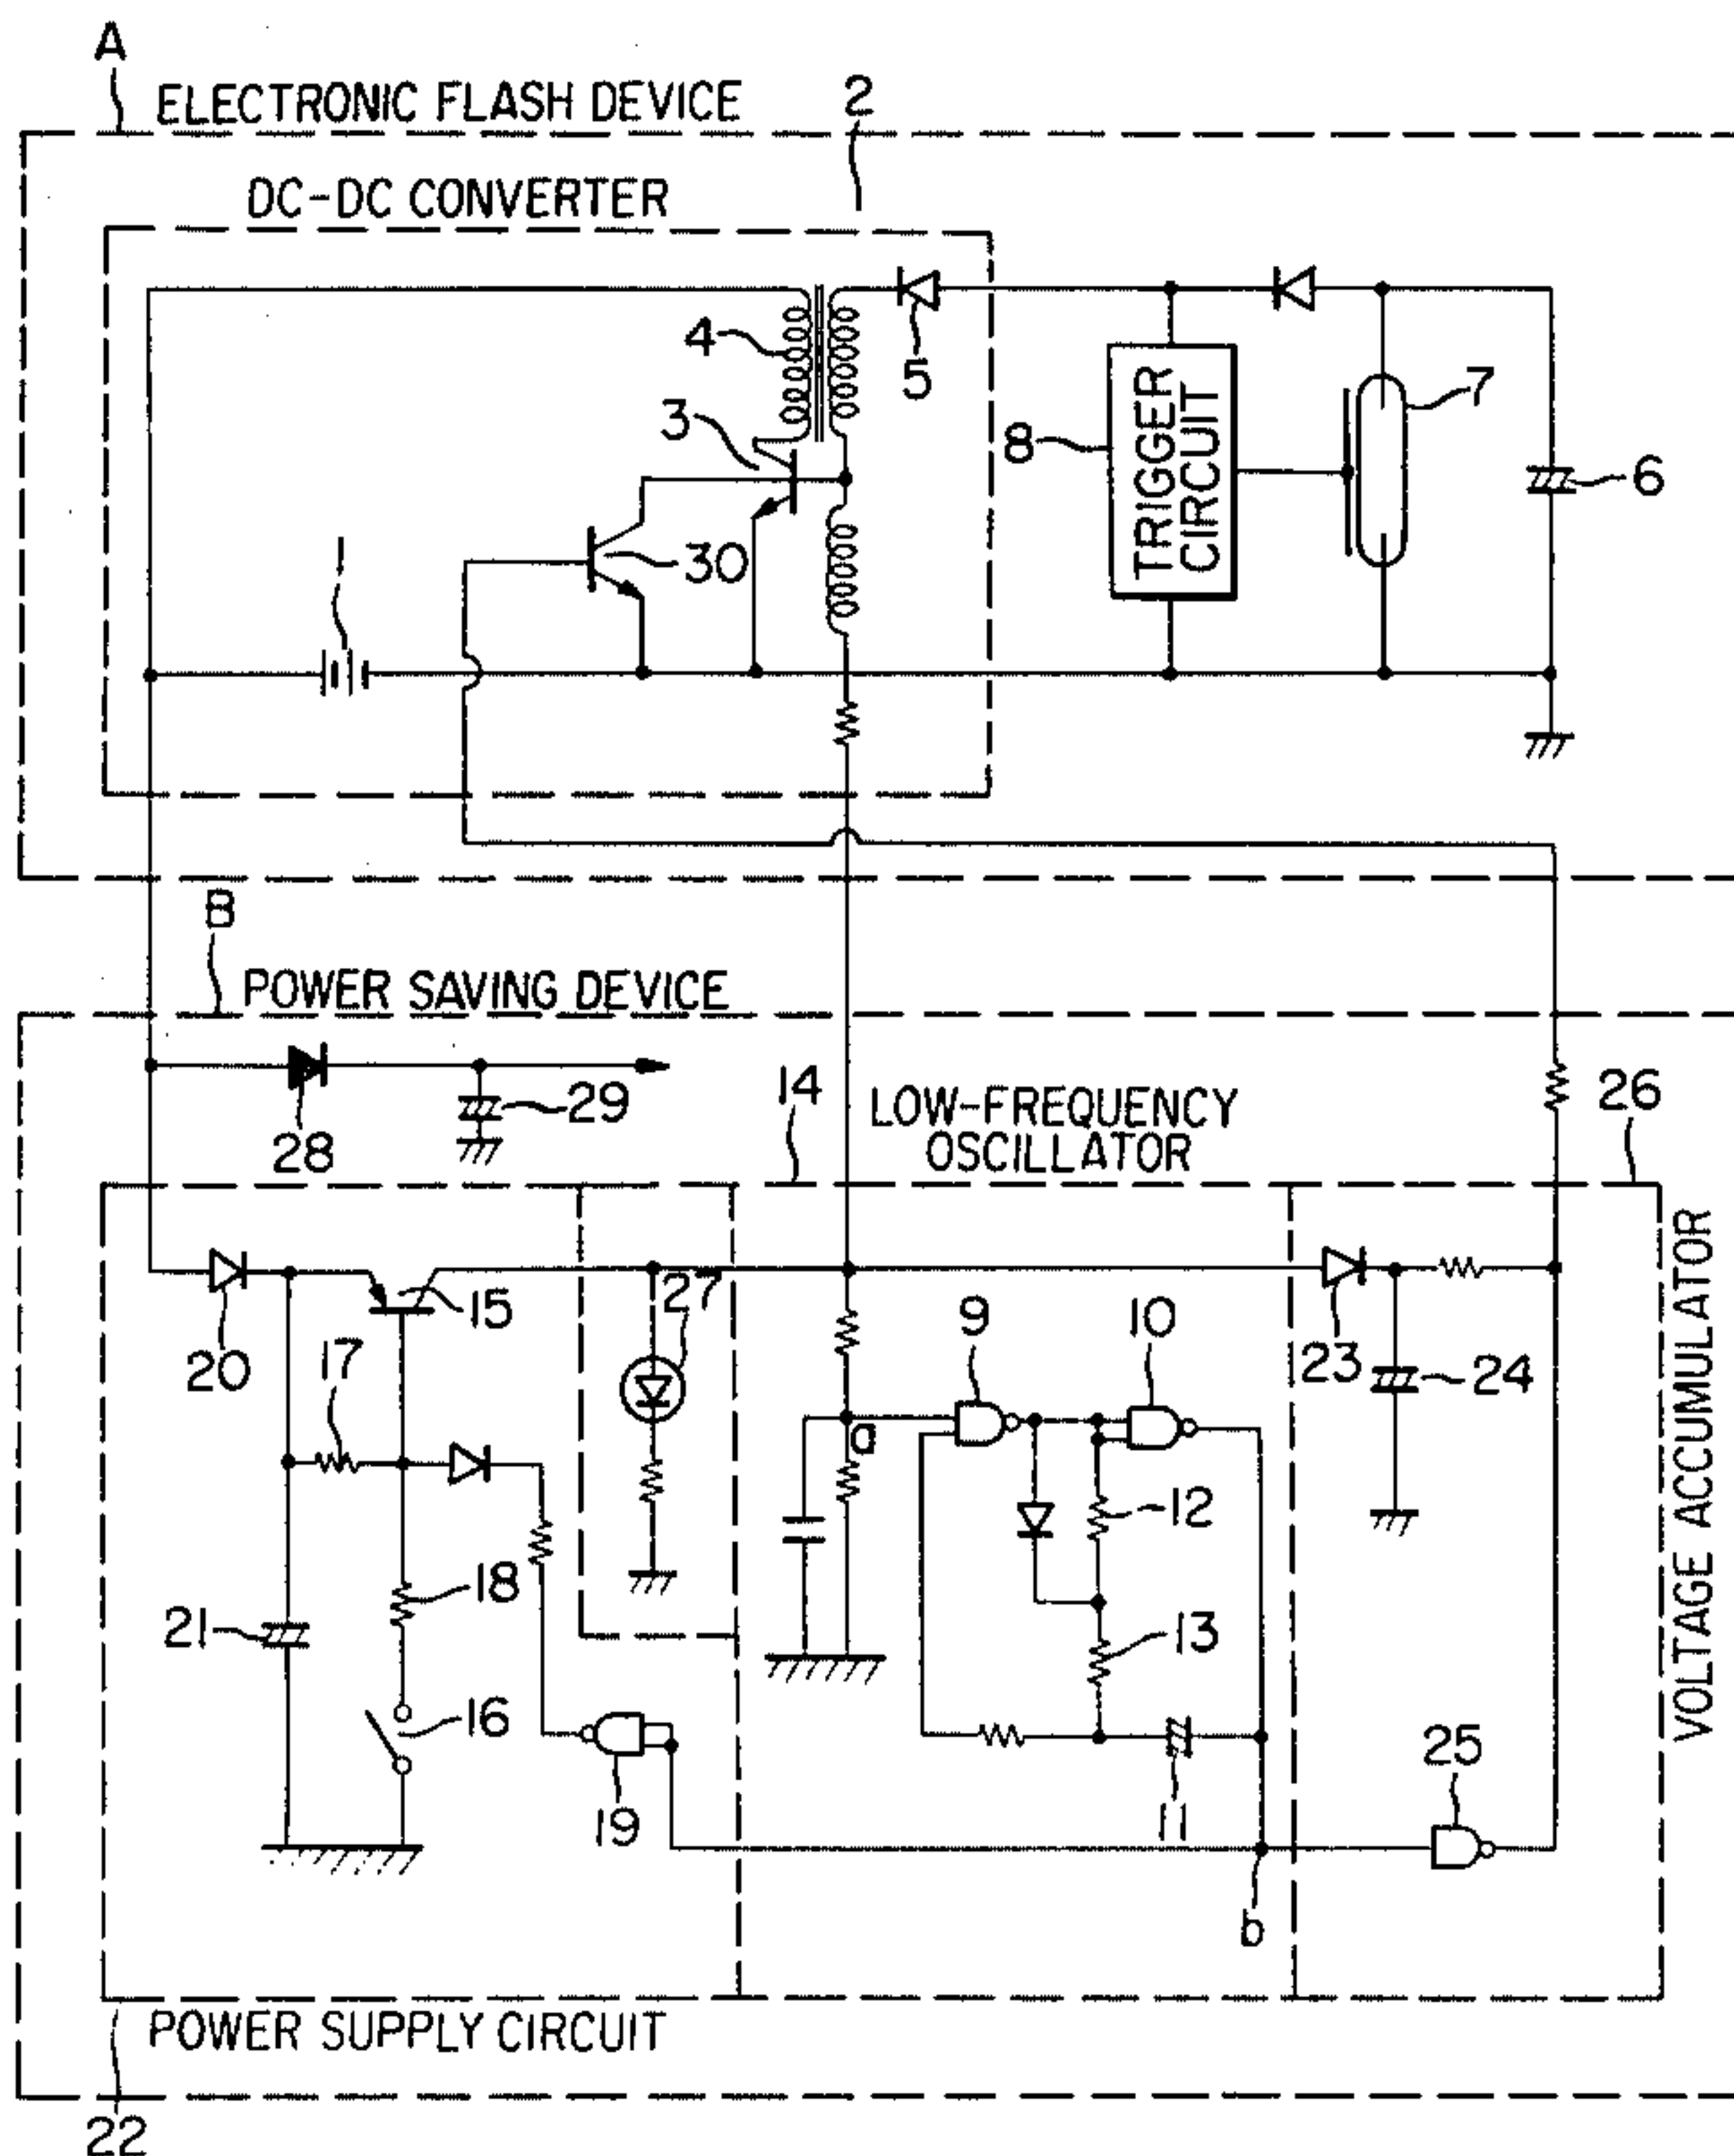 A
ELECTRONIC FLASH DEVICE
2
DC-DC CONVERTER
4
5
3
8
TRIGGER
CIRCUIT
7
6
30
1
B
POWER SAVING DEVICE
28
29
14
LOW-FREQUENCY
OSCILLATOR
26
VOLTAGE ACCUMULATOR
20
15
17
27
9
10
23
24
a
12
18
21
13
16
19
11
25
b
POWER SUPPLY CIRCUIT
22